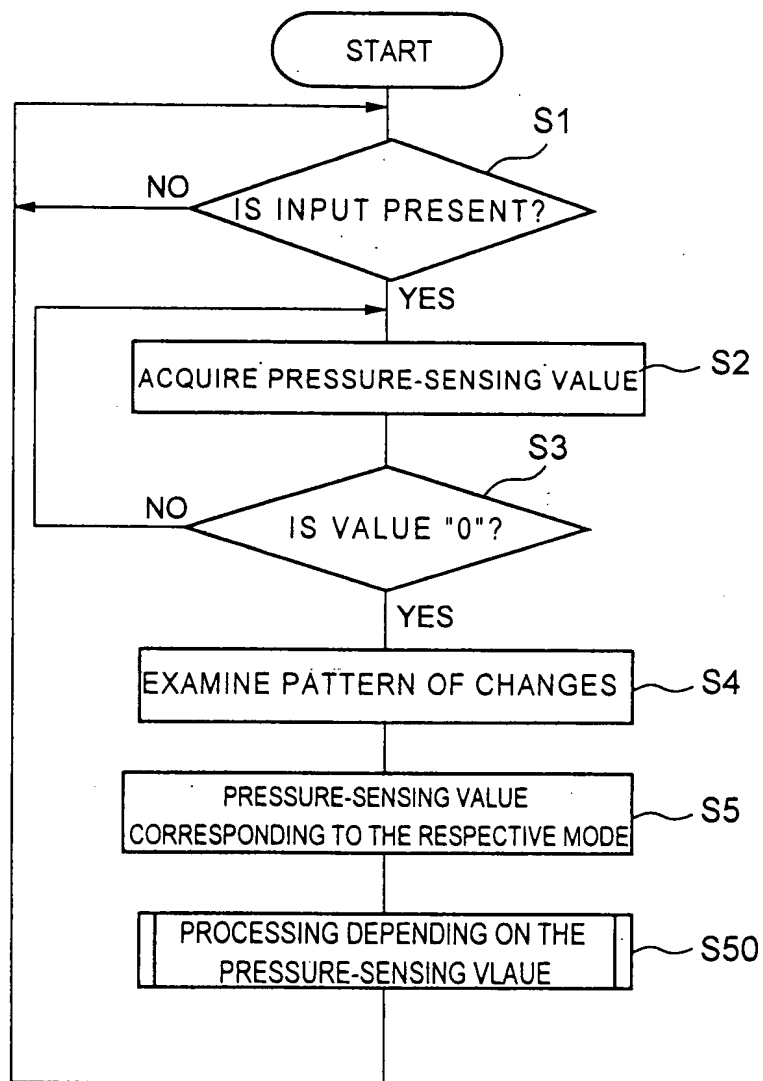 START
S1
NO
IS INPUT PRESENT?
YES
ACQUIRE PRESSURE-SENSING VALUE
S2
S3
NO
IS VALUE "0"?
YES
EXAMINE PATTERN OF CHANGES
S4
PRESSURE-SENSING VALUE
CORRESPONDING TO THE RESPECTIVE MODE
S5
PROCESSING DEPENDING ON THE
PRESSURE-SENSING VLAUE
S50